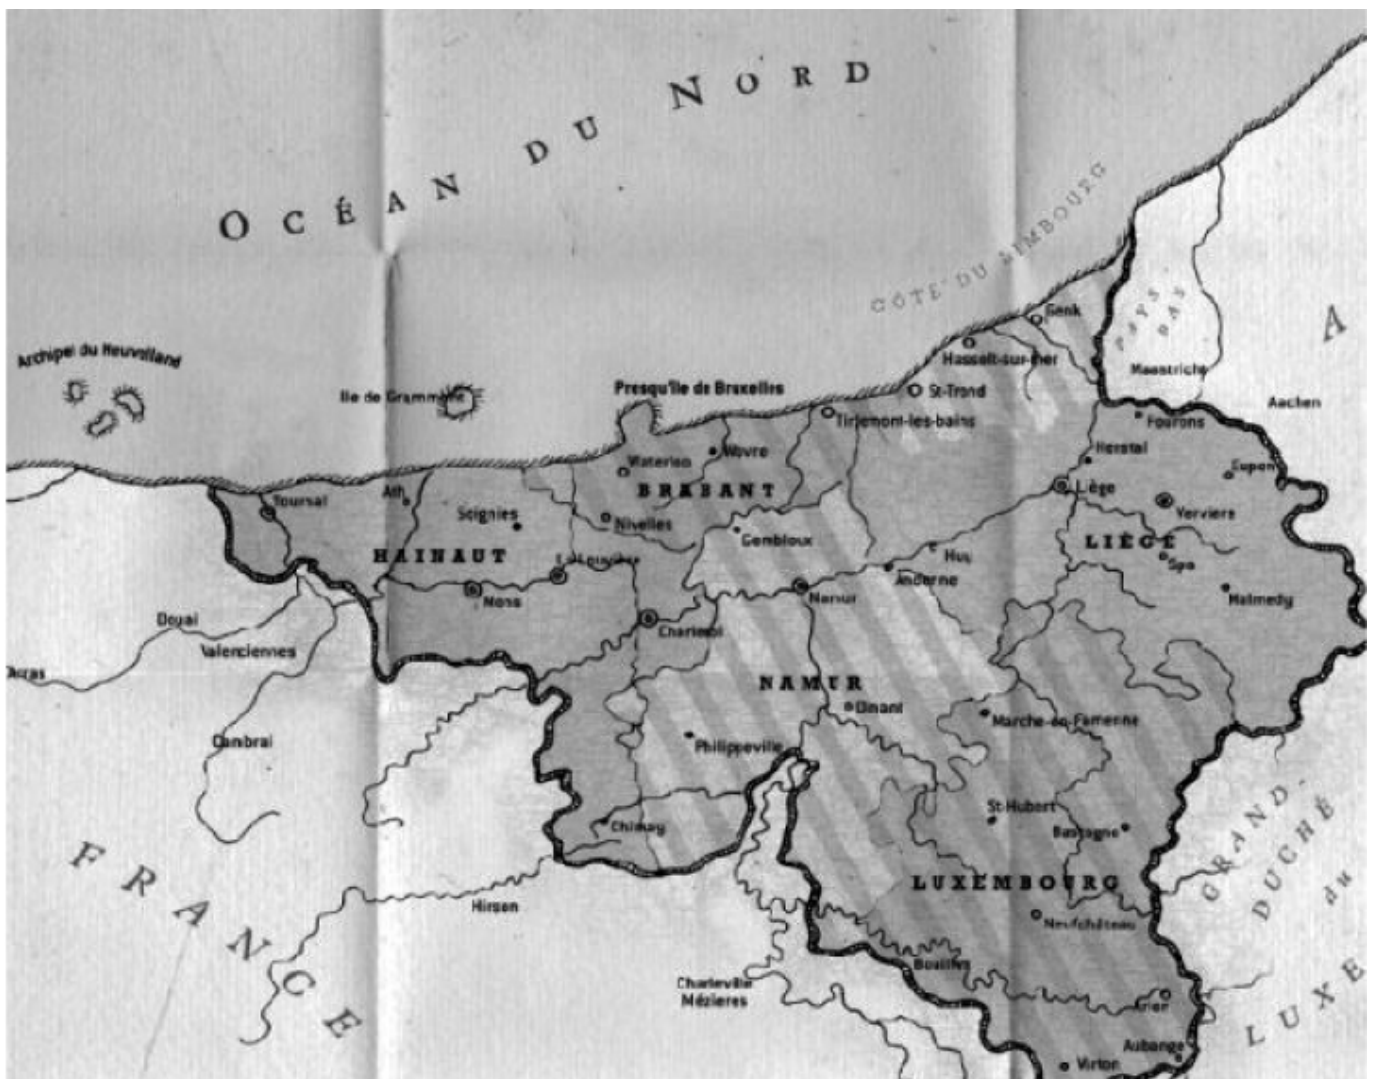 OCÉAN DU NORD
CÔTE DU LIMBOURG
Genk
PAYS-
BAS
A
Archipel du Neuvolland
Hasselt-sur-mer
Maastricht
Ile de Grammont
Presqu'île de Bruxelles
St-Trond
Aachen
Tirlemont-les-bains
Fourons
Waterloo
Wavre
Herstal
Eupen
Tournai
Ath
BRABANT
Liège
Soignies
Nivelles
Verviers
Gembloux
LIÈGE
HAINAUT
La Louvière
Huy
Spa
Andenne
Mons
Namur
Malmedy
Douai
Charleroi
Valenciennes
Arras
NAMUR
Dinant
Marche-en-Famenne
Cambrai
Philippeville
St-Hubert
Chimay
Bastogne
GRAND-
DUCHÉ
du
LUXE
FRANCE
LUXEMBOURG
Hirson
Neufchâteau
Bouillon
Charleville
Mézieres
Arlon
Aubange
Virton